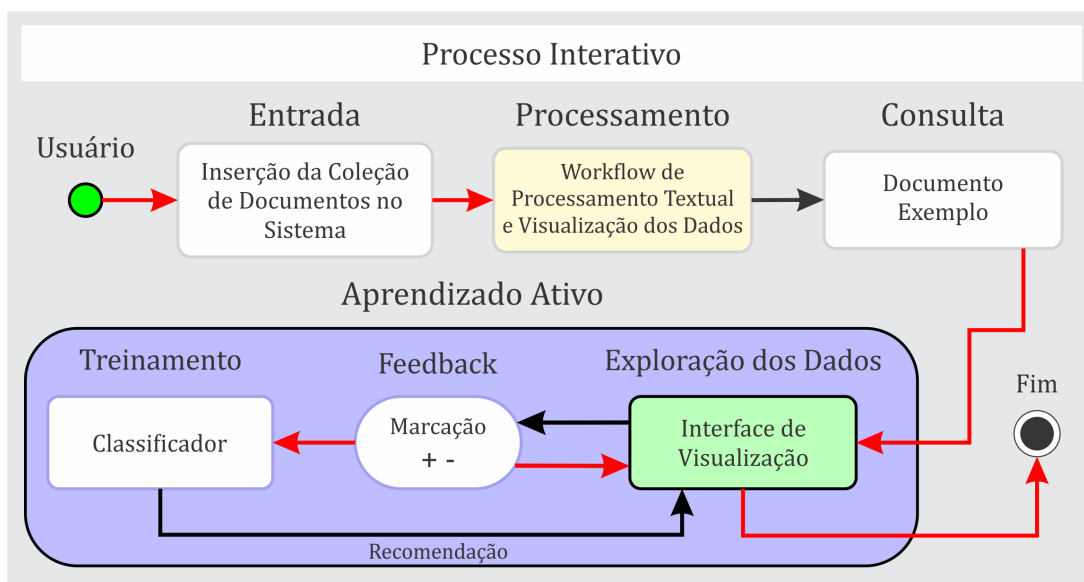 Processo Interativo
Usuário
Entrada
Inserção da Coleção
de Documentos no
Sistema
Processamento
Workflow de
Processamento Textual
e Visualização dos Dados
Consulta
Documento
Exemplo
Aprendizado Ativo
Treinamento
Classificador
Feedback
Marcação
+ -
Exploração dos Dados
Interface de
Visualização
Recomendação
Fim